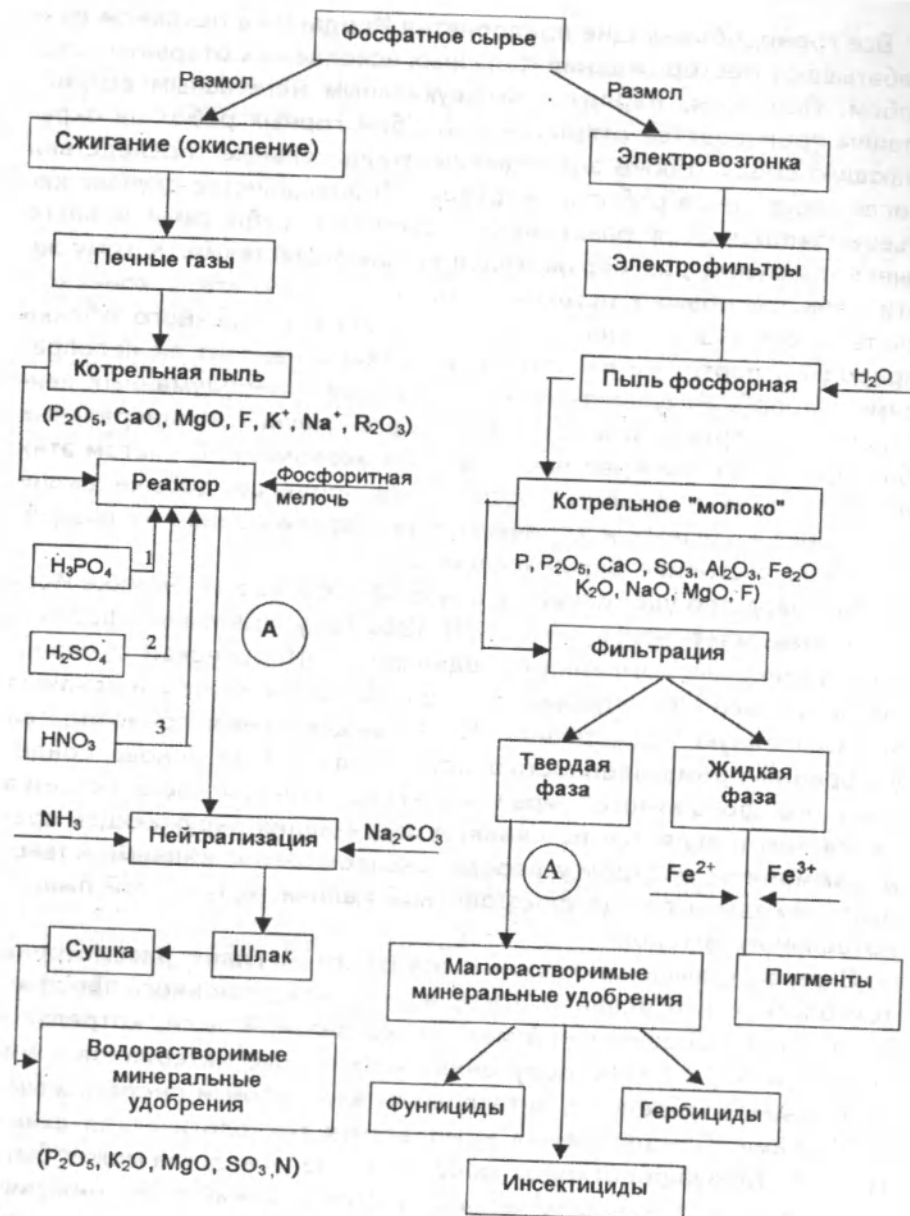 Фосфатное сырье
Размол
Размол
Сжигание (окисление)
Электровозгонка
Печные газы
Электрофильтры
Котрельная пыль
Пыль фосфорная
H₂O
(P₂O₅, CaO, MgO, F, K⁺, Na⁺, R₂O₃)
Реактор
Фосфоритная
мелочь
Котрельное "молоко"
H₃PO₄
1
P, P₂O₅, CaO, SO₃, Al₂O₃, Fe₂O
K₂O, NaO, MgO, F)
A
H₂SO₄
2
Фильтрация
HNO₃
3
Твердая
фаза
Жидкая
фаза
NH₃
Нейтрализация
Na₂CO₃
A
Fe²⁺
Fe³⁺
Сушка
Шлак
Малорастворимые
минеральные удобрения
Пигменты
Водорастворимые
минеральные
удобрения
Фунгициды
Гербициды
(P₂O₅, K₂O, MgO, SO₃ N)
Инсектициды